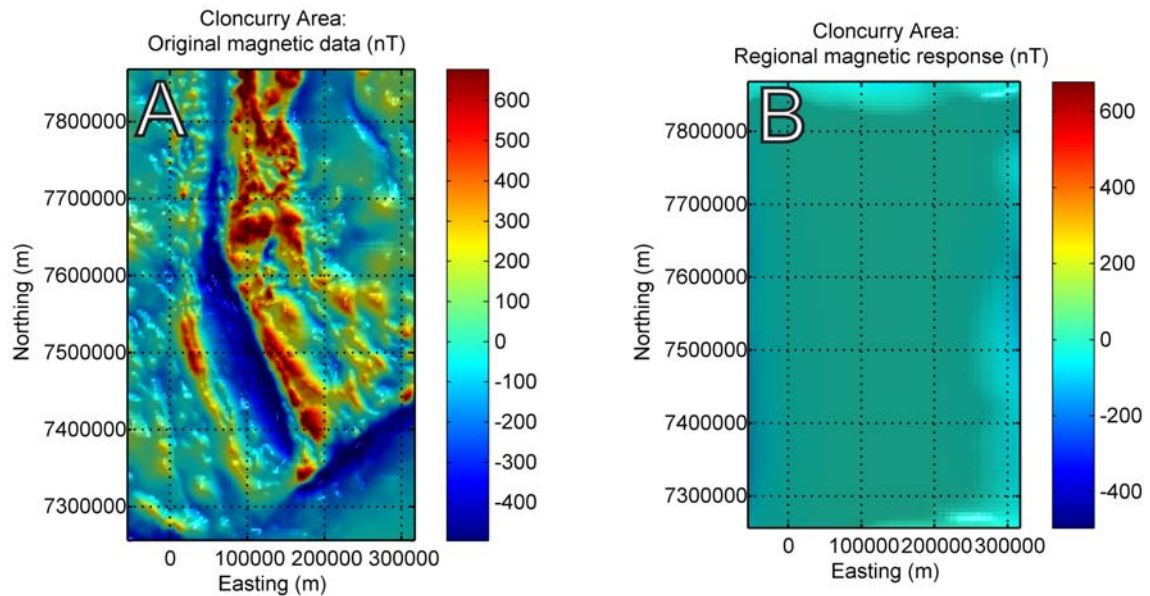 Cloncurry Area:
Original magnetic data (nT)
A
7800000
7700000
7600000
7500000
7400000
7300000
Northing (m)
0 100000 200000 300000
Easting (m)
600
500
400
300
200
100
0
-100
-200
-300
-400
Cloncurry Area:
Regional magnetic response (nT)
B
7800000
7700000
7600000
7500000
7400000
7300000
Northing (m)
0 100000 200000 300000
Easting (m)
600
400
200
0
-200
-400